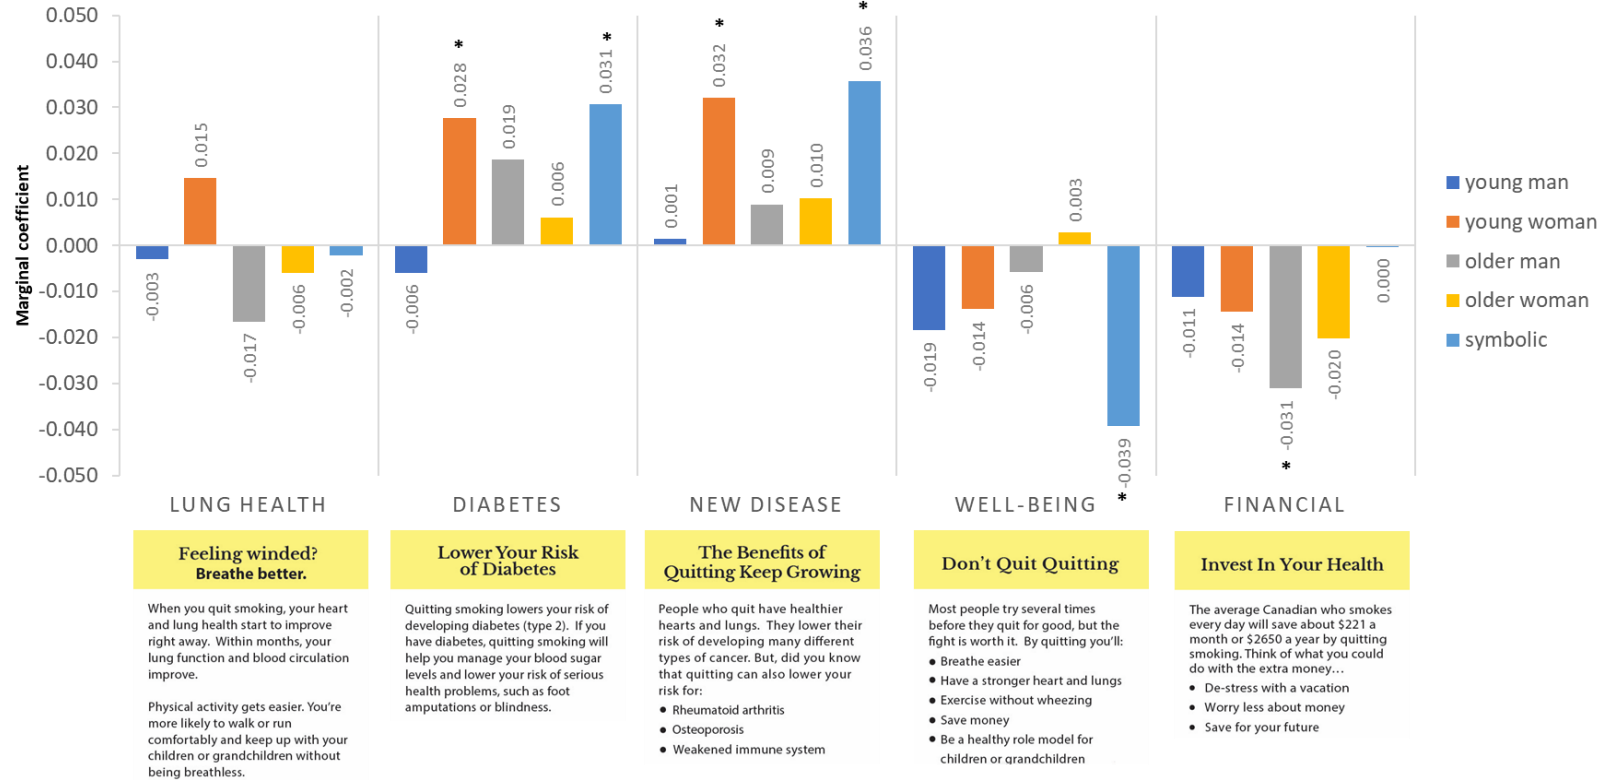 0.050
0.040
0.030
0.020
0.010
0.000
-0.010
-0.020
-0.030
-0.040
-0.050
Marginal coefficient
-0.003
0.015
-0.017
-0.006
-0.002
-0.006
0.028
*
0.019
0.006
0.031
*
0.001
0.032
*
0.009
0.010
0.036
*
-0.019
-0.014
-0.006
0.003
-0.039
*
-0.011
-0.014
-0.031
*
-0.020
0.000
young man
young woman
older man
older woman
symbolic
LUNG HEALTH
DIABETES
NEW DISEASE
WELL-BEING
FINANCIAL
Feeling winded?
Breathe better.
When you quit smoking, your heart
and lung health start to improve
right away. Within months, your
lung function and blood circulation
improve.
Physical activity gets easier. You're
more likely to walk or run
comfortably and keep up with your
children or grandchildren without
being breathless.
Lower Your Risk
of Diabetes
Quitting smoking lowers your risk of
developing diabetes (type 2). If you
have diabetes, quitting smoking will
help you manage your blood sugar
levels and lower your risk of serious
health problems, such as foot
amputations or blindness.
The Benefits of
Quitting Keep Growing
People who quit have healthier
hearts and lungs. They lower their
risk of developing many different
types of cancer. But, did you know
that quitting can also lower your
risk for:
• Rheumatoid arthritis
• Osteoporosis
• Weakened immune system
Don't Quit Quitting
Most people try several times
before they quit for good, but the
fight is worth it. By quitting you'll:
• Breathe easier
• Have a stronger heart and lungs
• Exercise without wheezing
• Save money
• Be a healthy role model for
children or grandchildren
Invest In Your Health
The average Canadian who smokes
every day will save about $221 a
month or $2650 a year by quitting
smoking. Think of what you could
do with the extra money...
• De-stress with a vacation
• Worry less about money
• Save for your future